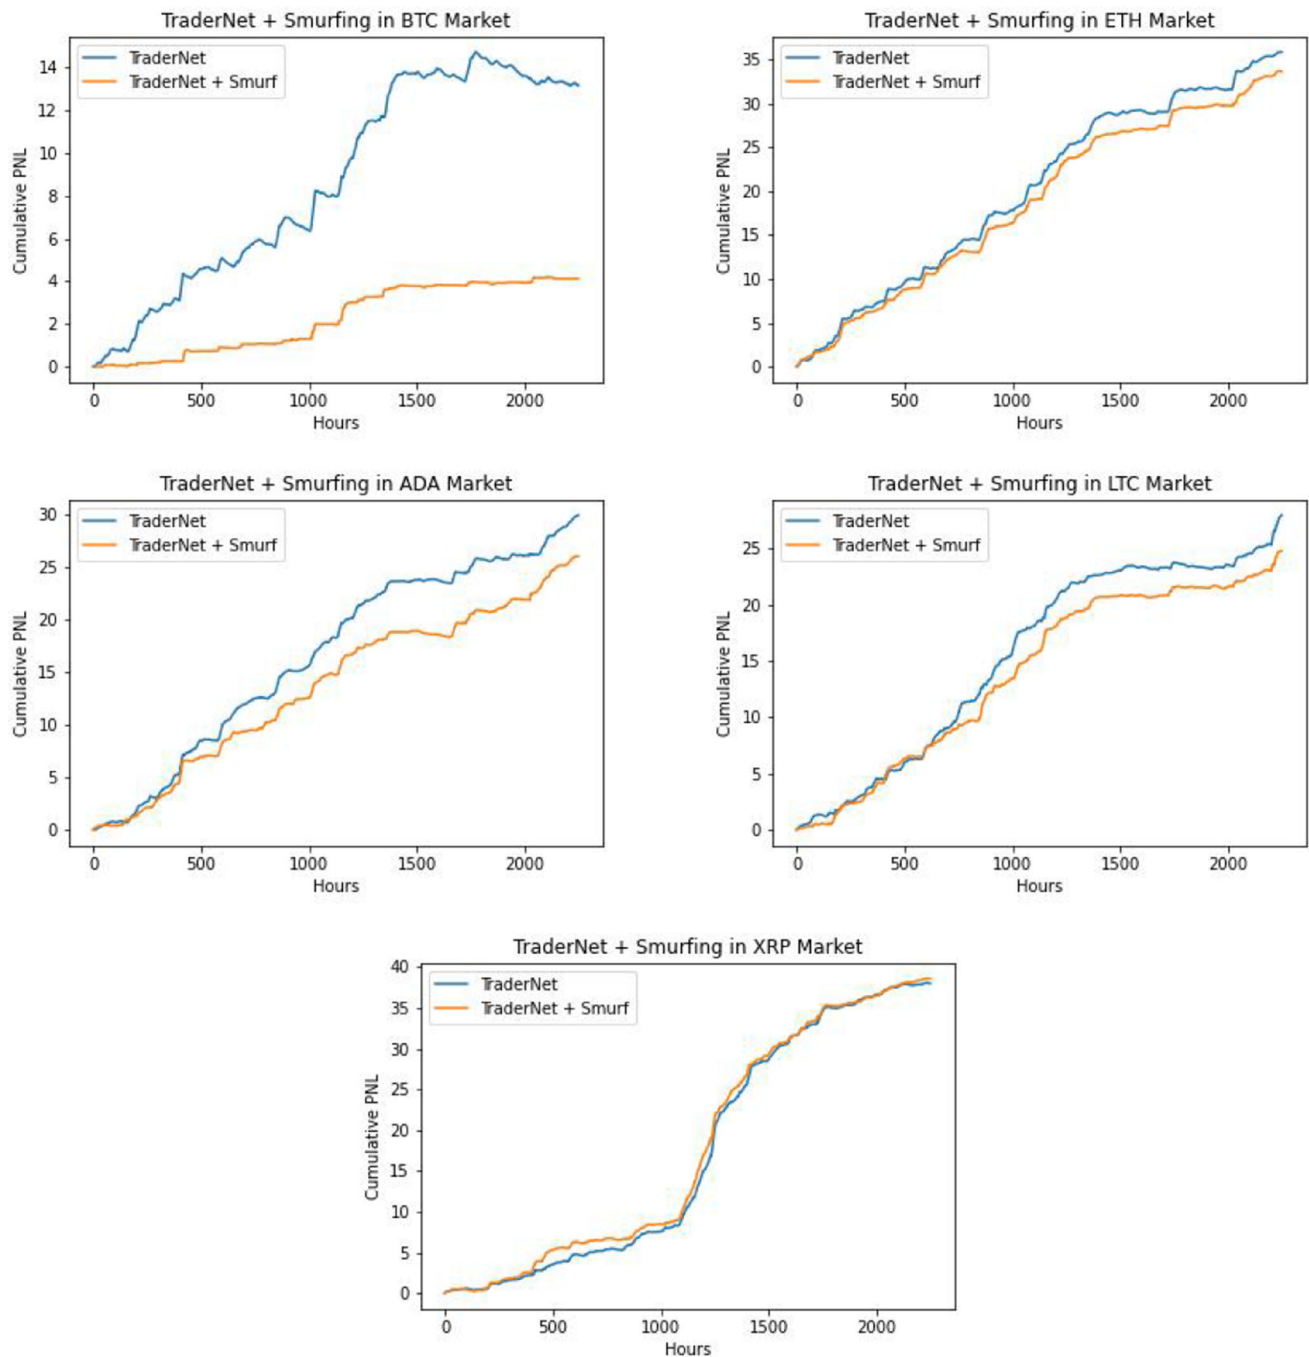 TraderNet + Smurfing in BTC Market
TraderNet
TraderNet + Smurf
Cumulative PNL
14
12
10
8
6
4
2
0
0 500 1000 1500 2000
Hours
TraderNet + Smurfing in ETH Market
TraderNet
TraderNet + Smurf
Cumulative PNL
35
30
25
20
15
10
5
0
0 500 1000 1500 2000
Hours
TraderNet + Smurfing in ADA Market
TraderNet
TraderNet + Smurf
Cumulative PNL
30
25
20
15
10
5
0
0 500 1000 1500 2000
Hours
TraderNet + Smurfing in LTC Market
TraderNet
TraderNet + Smurf
Cumulative PNL
25
20
15
10
5
0
0 500 1000 1500 2000
Hours
TraderNet + Smurfing in XRP Market
TraderNet
TraderNet + Smurf
Cumulative PNL
40
35
30
25
20
15
10
5
0
0 500 1000 1500 2000
Hours